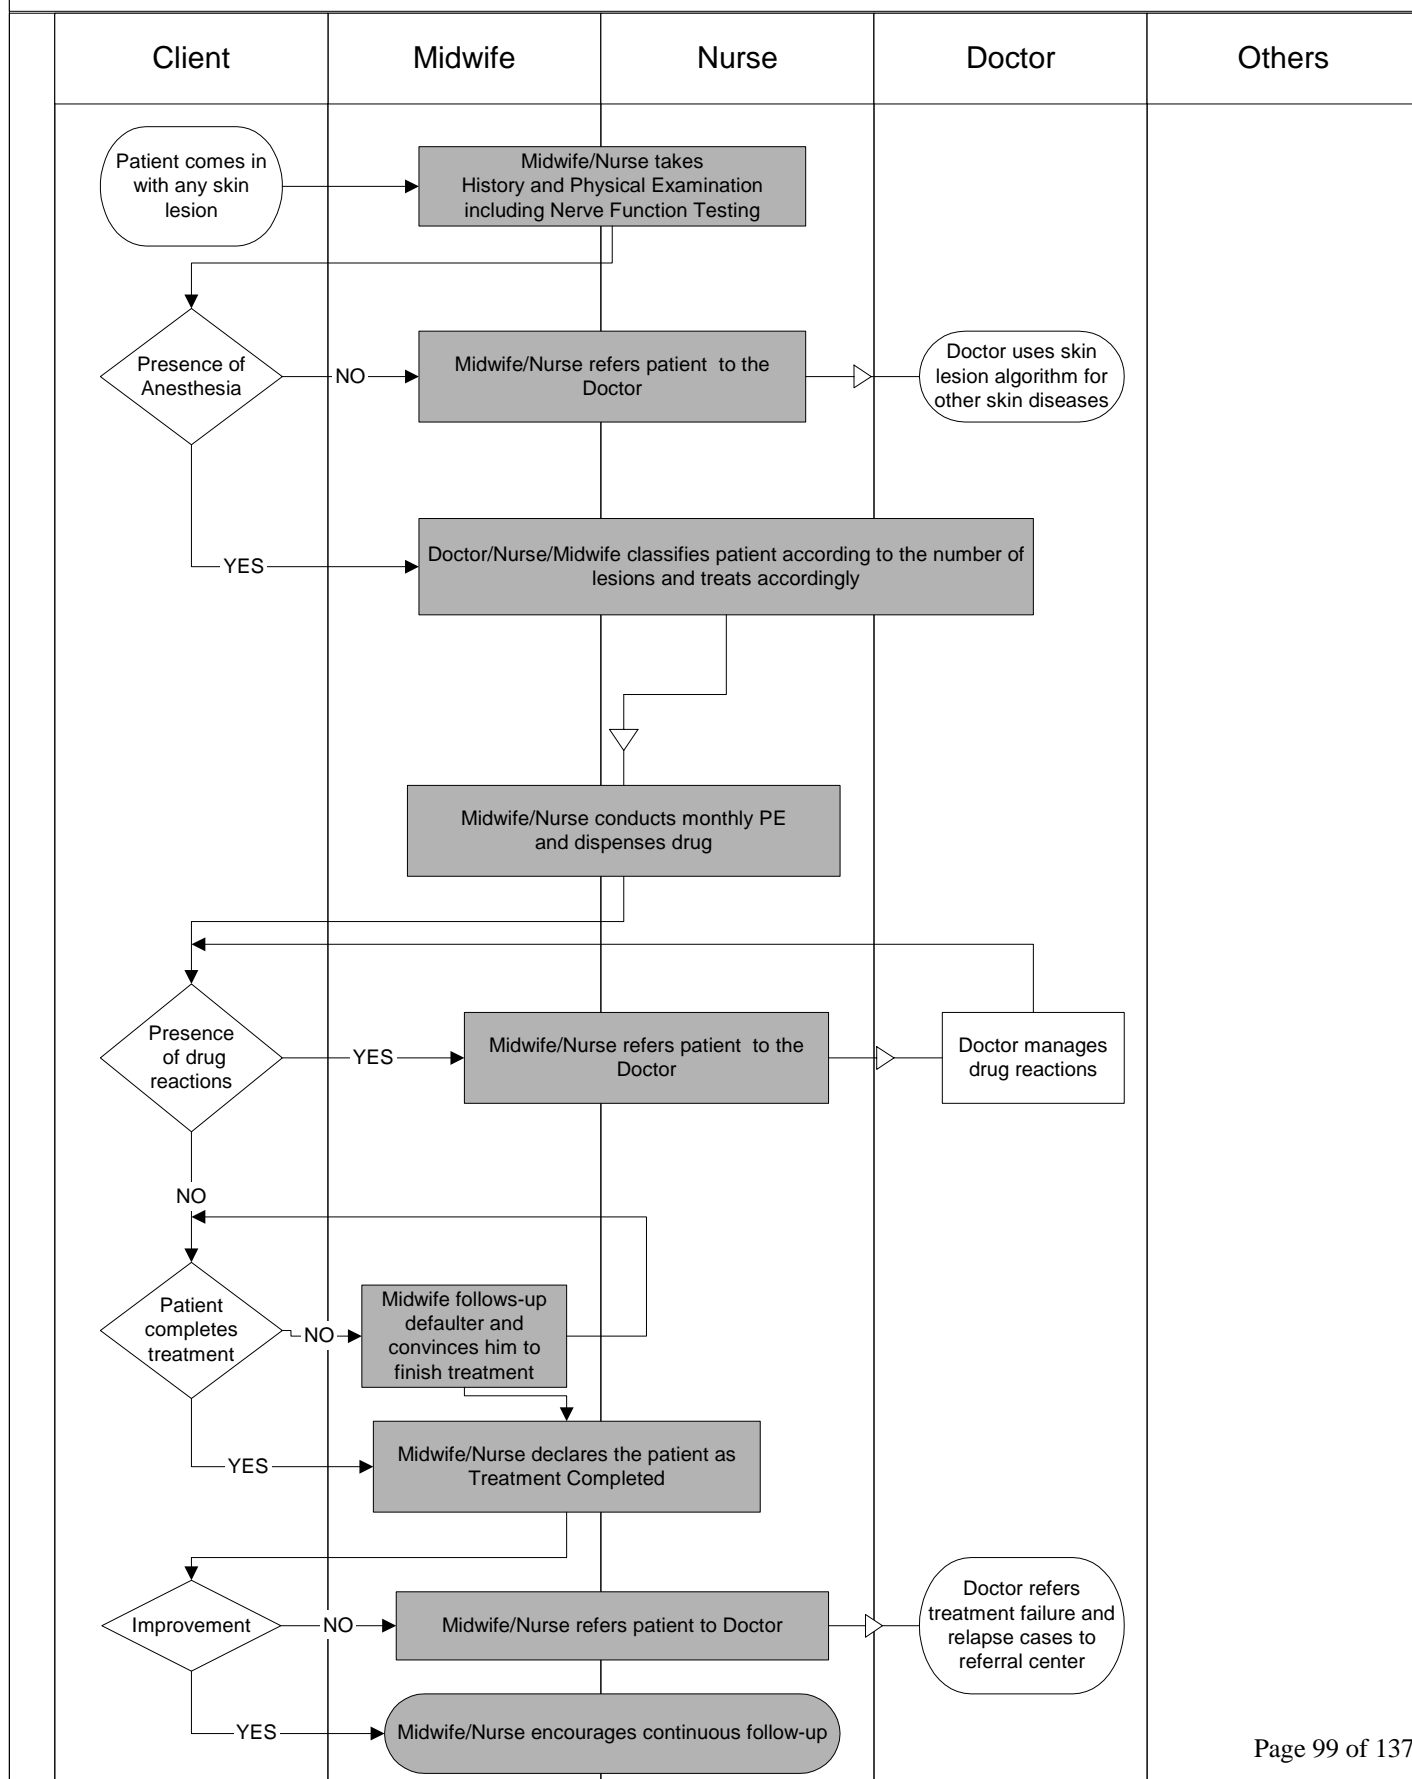 Client
Midwife
Nurse
Doctor
Others
Patient comes in
with any skin
lesion
Midwife/Nurse takes
History and Physical Examination
including Nerve Function Testing
Presence of
Anesthesia
NO
Midwife/Nurse refers patient to the
Doctor
Doctor uses skin
lesion algorithm for
other skin diseases
YES
Doctor/Nurse/Midwife classifies patient according to the number of
lesions and treats accordingly
Midwife/Nurse conducts monthly PE
and dispenses drug
Presence
of drug
reactions
YES
Midwife/Nurse refers patient to the
Doctor
Doctor manages
drug reactions
NO
Patient
completes
treatment
NO
Midwife follows-up
defaulter and
convinces him to
finish treatment
YES
Midwife/Nurse declares the patient as
Treatment Completed
Improvement
NO
Midwife/Nurse refers patient to Doctor
Doctor refers
treatment failure and
relapse cases to
referral center
YES
Midwife/Nurse encourages continuous follow-up
Page 99 of 137